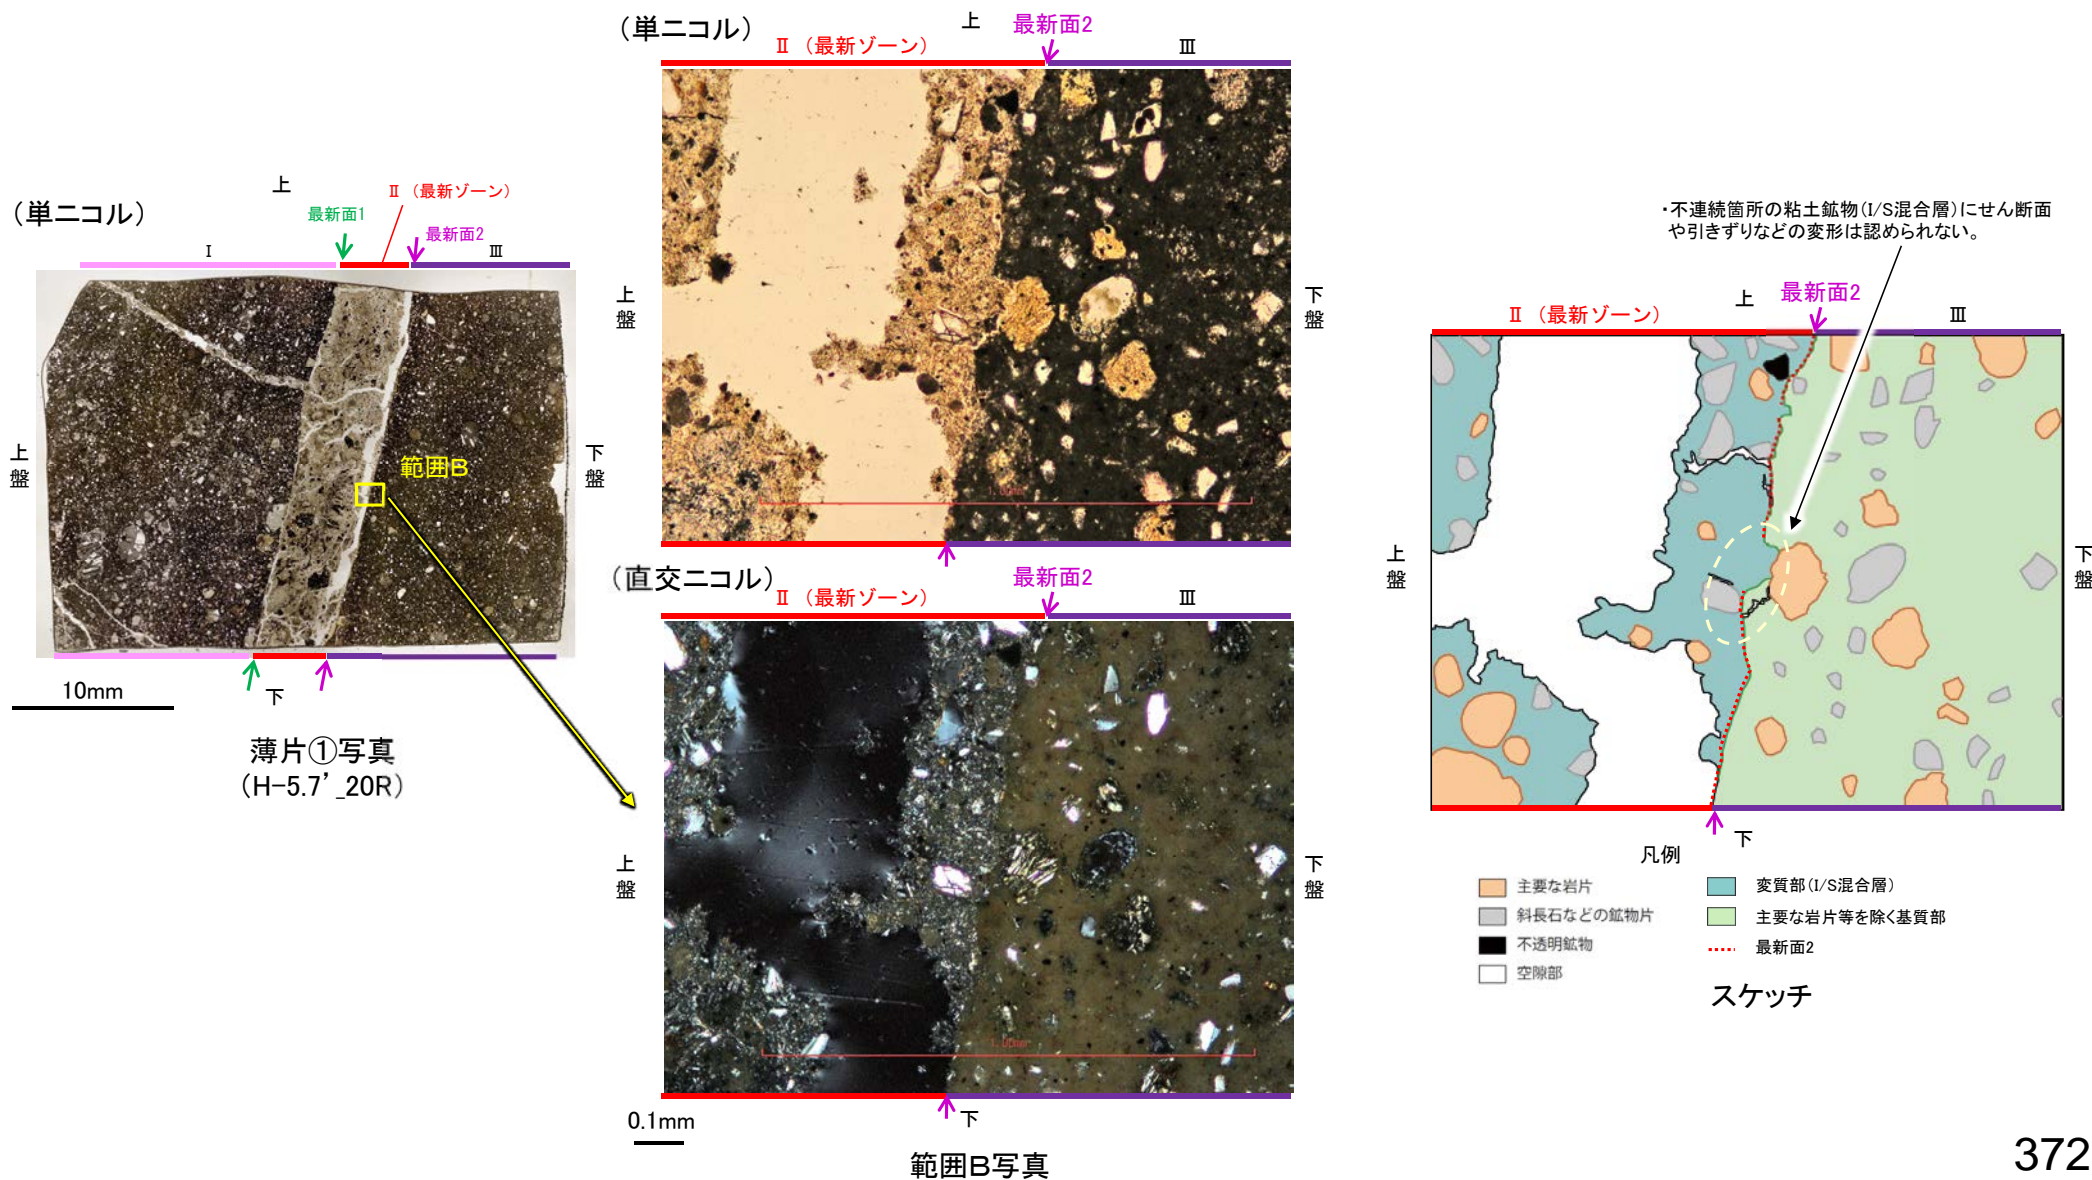 (単ニコル)
上
Ⅱ (最新ゾーン)
最新面1
最新面2
Ⅰ
Ⅲ
上盤
下盤
範囲B
下
10mm
薄片①写真
(H-5.7’_20R)
(単ニコル)
上
最新面2
Ⅱ (最新ゾーン)
Ⅲ
上盤
下盤
1.00mm
(直交ニコル)
最新面2
Ⅱ (最新ゾーン)
Ⅲ
上盤
下盤
1.00mm
下
0.1mm
範囲B写真
・不連続箇所の粘土鉱物(I/S混合層)にせん断面
や引きずりなどの変形は認められない。
上
最新面2
Ⅱ (最新ゾーン)
Ⅲ
上盤
下盤
下
凡例
主要な岩片
斜長石などの鉱物片
不透明鉱物
空隙部
変質部(I/S混合層)
主要な岩片等を除く基質部
最新面2
スケッチ
372